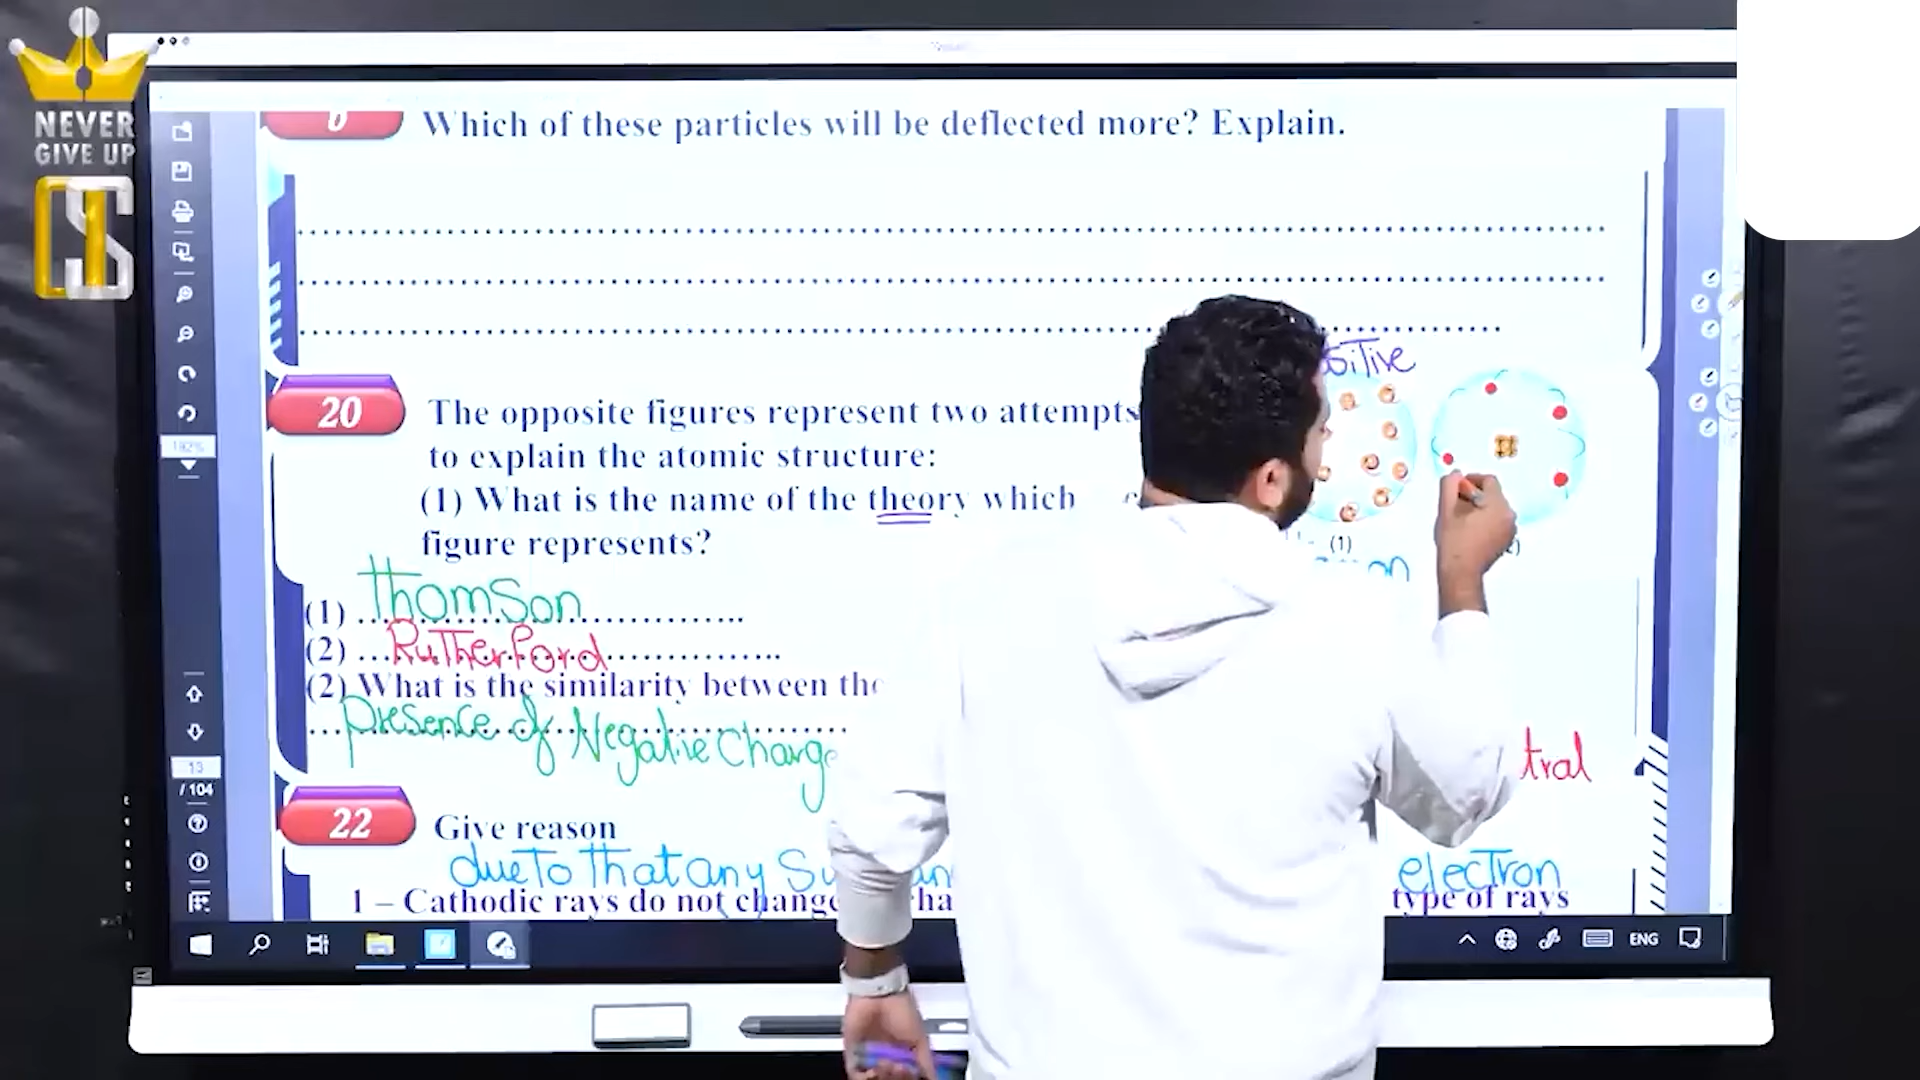 NEVER
GIVE UP
CS
Which of these particles will be deflected more? Explain.
ositive
20 The opposite figures represent two attempts
to explain the atomic structure:
(1) What is the name of the theory which
figure represents?
(1)
(1) Thomson
(2) Rutherford
(2) What is the similarity between the
Presence of Negative Charge
tral
22 Give reason
due To that any electron
1 – Cathodic rays do not change type of rays
192%
13
/ 104
ENG